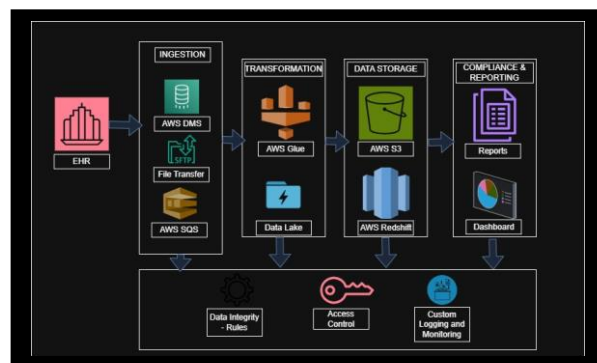 INGESTION
TRANSFORMATION
DATA STORAGE
COMPLIANCE &
REPORTING
EHR
AWS DMS
SFTP
File Transfer
AWS SQS
AWS Glue
Data Lake
AWS S3
AWS Redshift
Reports
Dashboard
Data Integrity
- Rules
Access
Control
Custom
Logging and
Monitoring